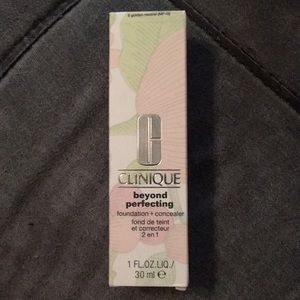 CLINIQUE
beyond
perfecting
foundation + concealer
fond de teint
et correcteur
2 en 1
1 FL.OZ.LIQ./
30 ml e